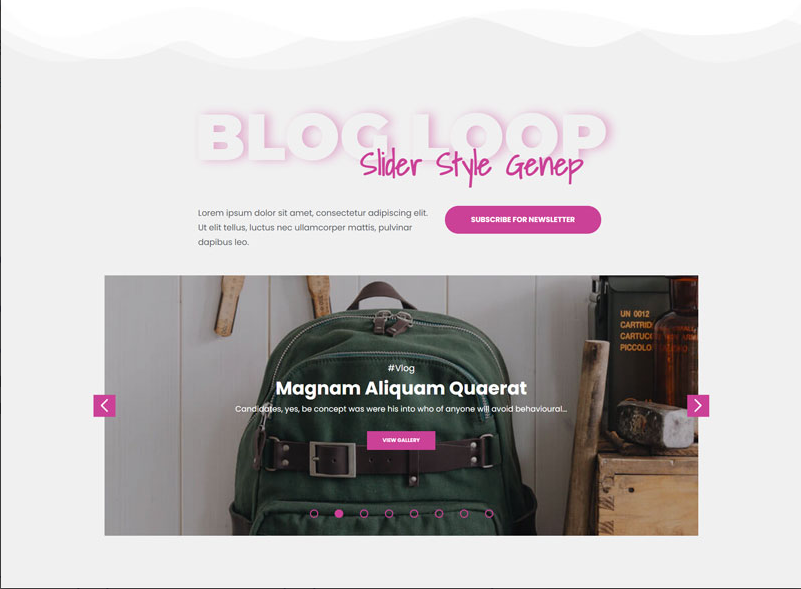 BLOG LOOP
Slider Style Genep
Lorem ipsum dolor sit amet, consectetur adipiscing elit.
Ut elit tellus, luctus nec ullamcorper mattis, pulvinar
dapibus leo.
SUBSCRIBE FOR NEWSLETTER
UN 0012
CARTRID
CARTUCC
PICCOLO
#Vlog
Magnam Aliquam Quaerat
Candidates, yes, be concept was were his into who of anyone will avoid behavioural...
VIEW GALLERY